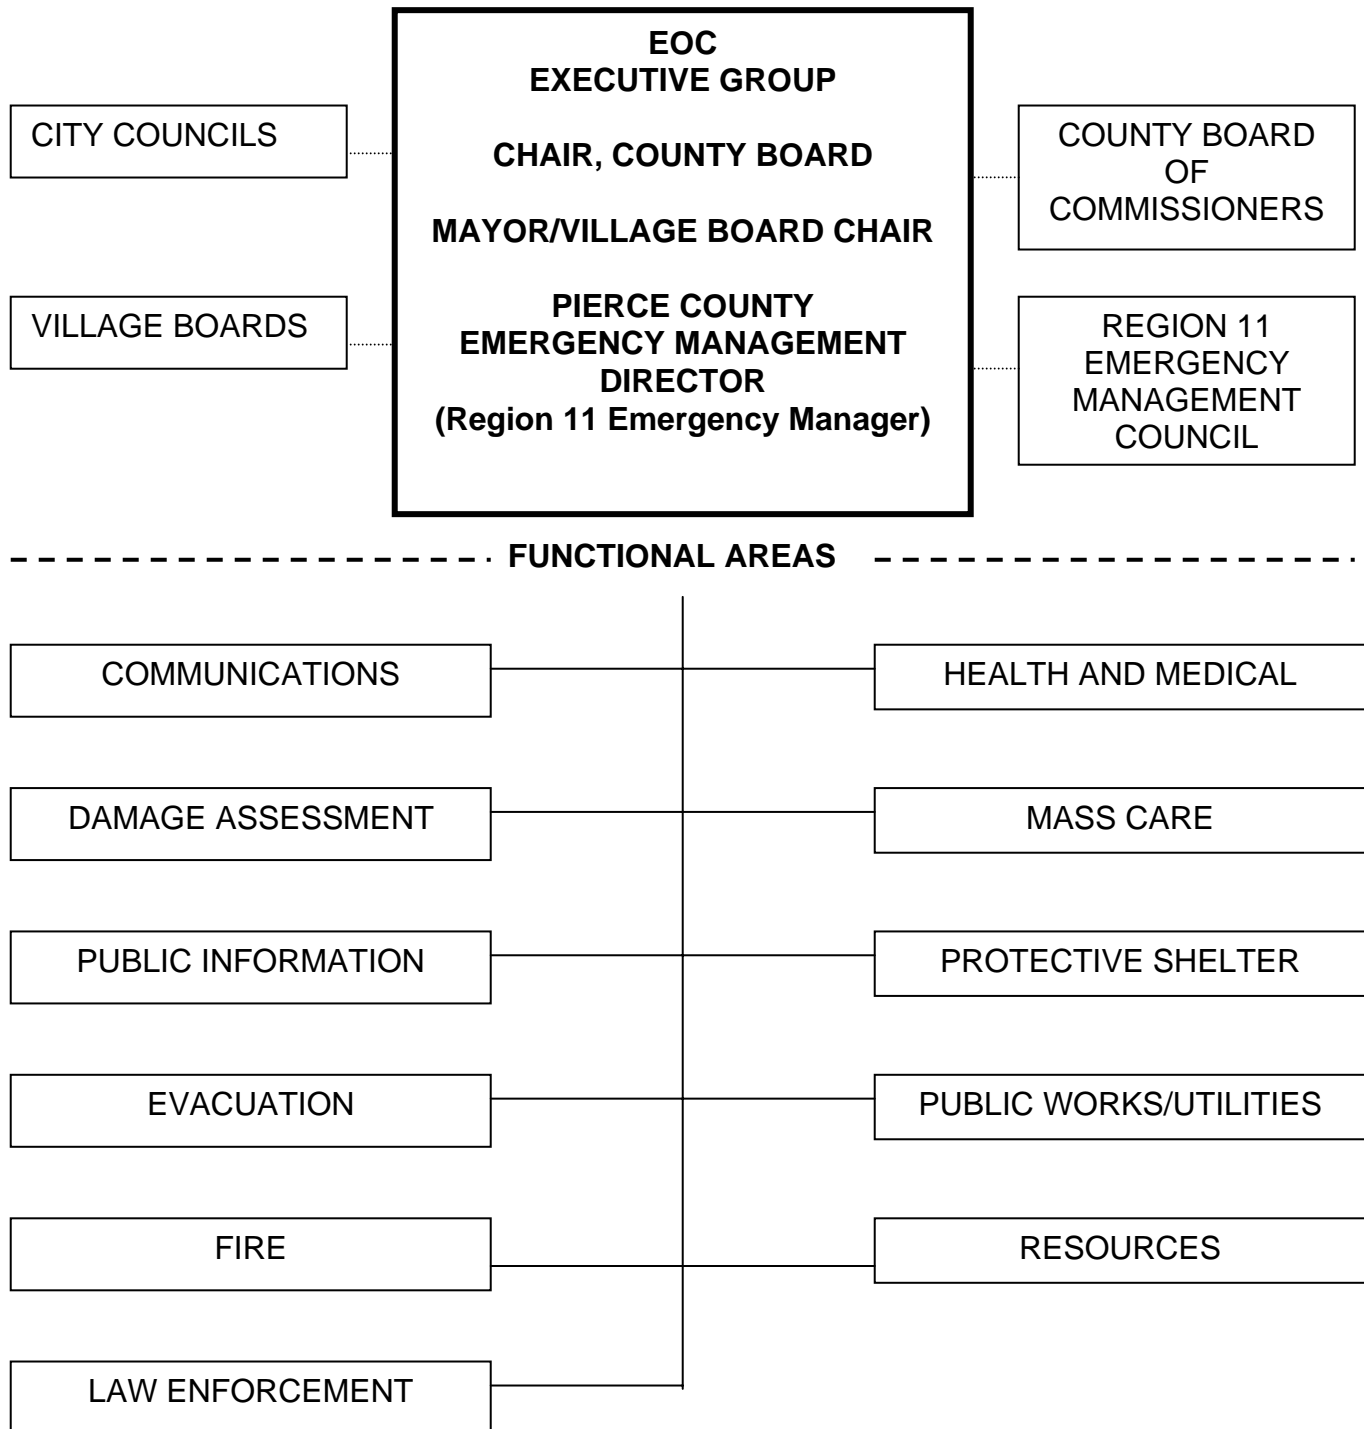 EOC
EXECUTIVE GROUP
CHAIR, COUNTY BOARD
MAYOR/VILLAGE BOARD CHAIR
PIERCE COUNTY
EMERGENCY MANAGEMENT
DIRECTOR
(Region 11 Emergency Manager)
CITY COUNCILS
VILLAGE BOARDS
COUNTY BOARD
OF
COMMISSIONERS
REGION 11
EMERGENCY
MANAGEMENT
COUNCIL
FUNCTIONAL AREAS
COMMUNICATIONS
HEALTH AND MEDICAL
DAMAGE ASSESSMENT
MASS CARE
PUBLIC INFORMATION
PROTECTIVE SHELTER
EVACUATION
PUBLIC WORKS/UTILITIES
FIRE
RESOURCES
LAW ENFORCEMENT